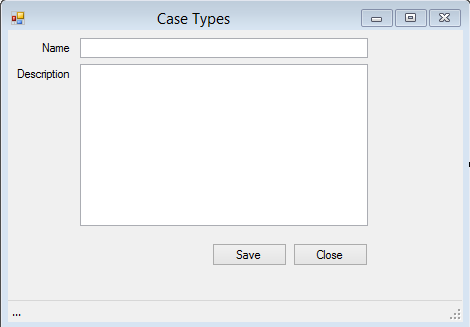 Case Types
Name
Description
Save Close
...